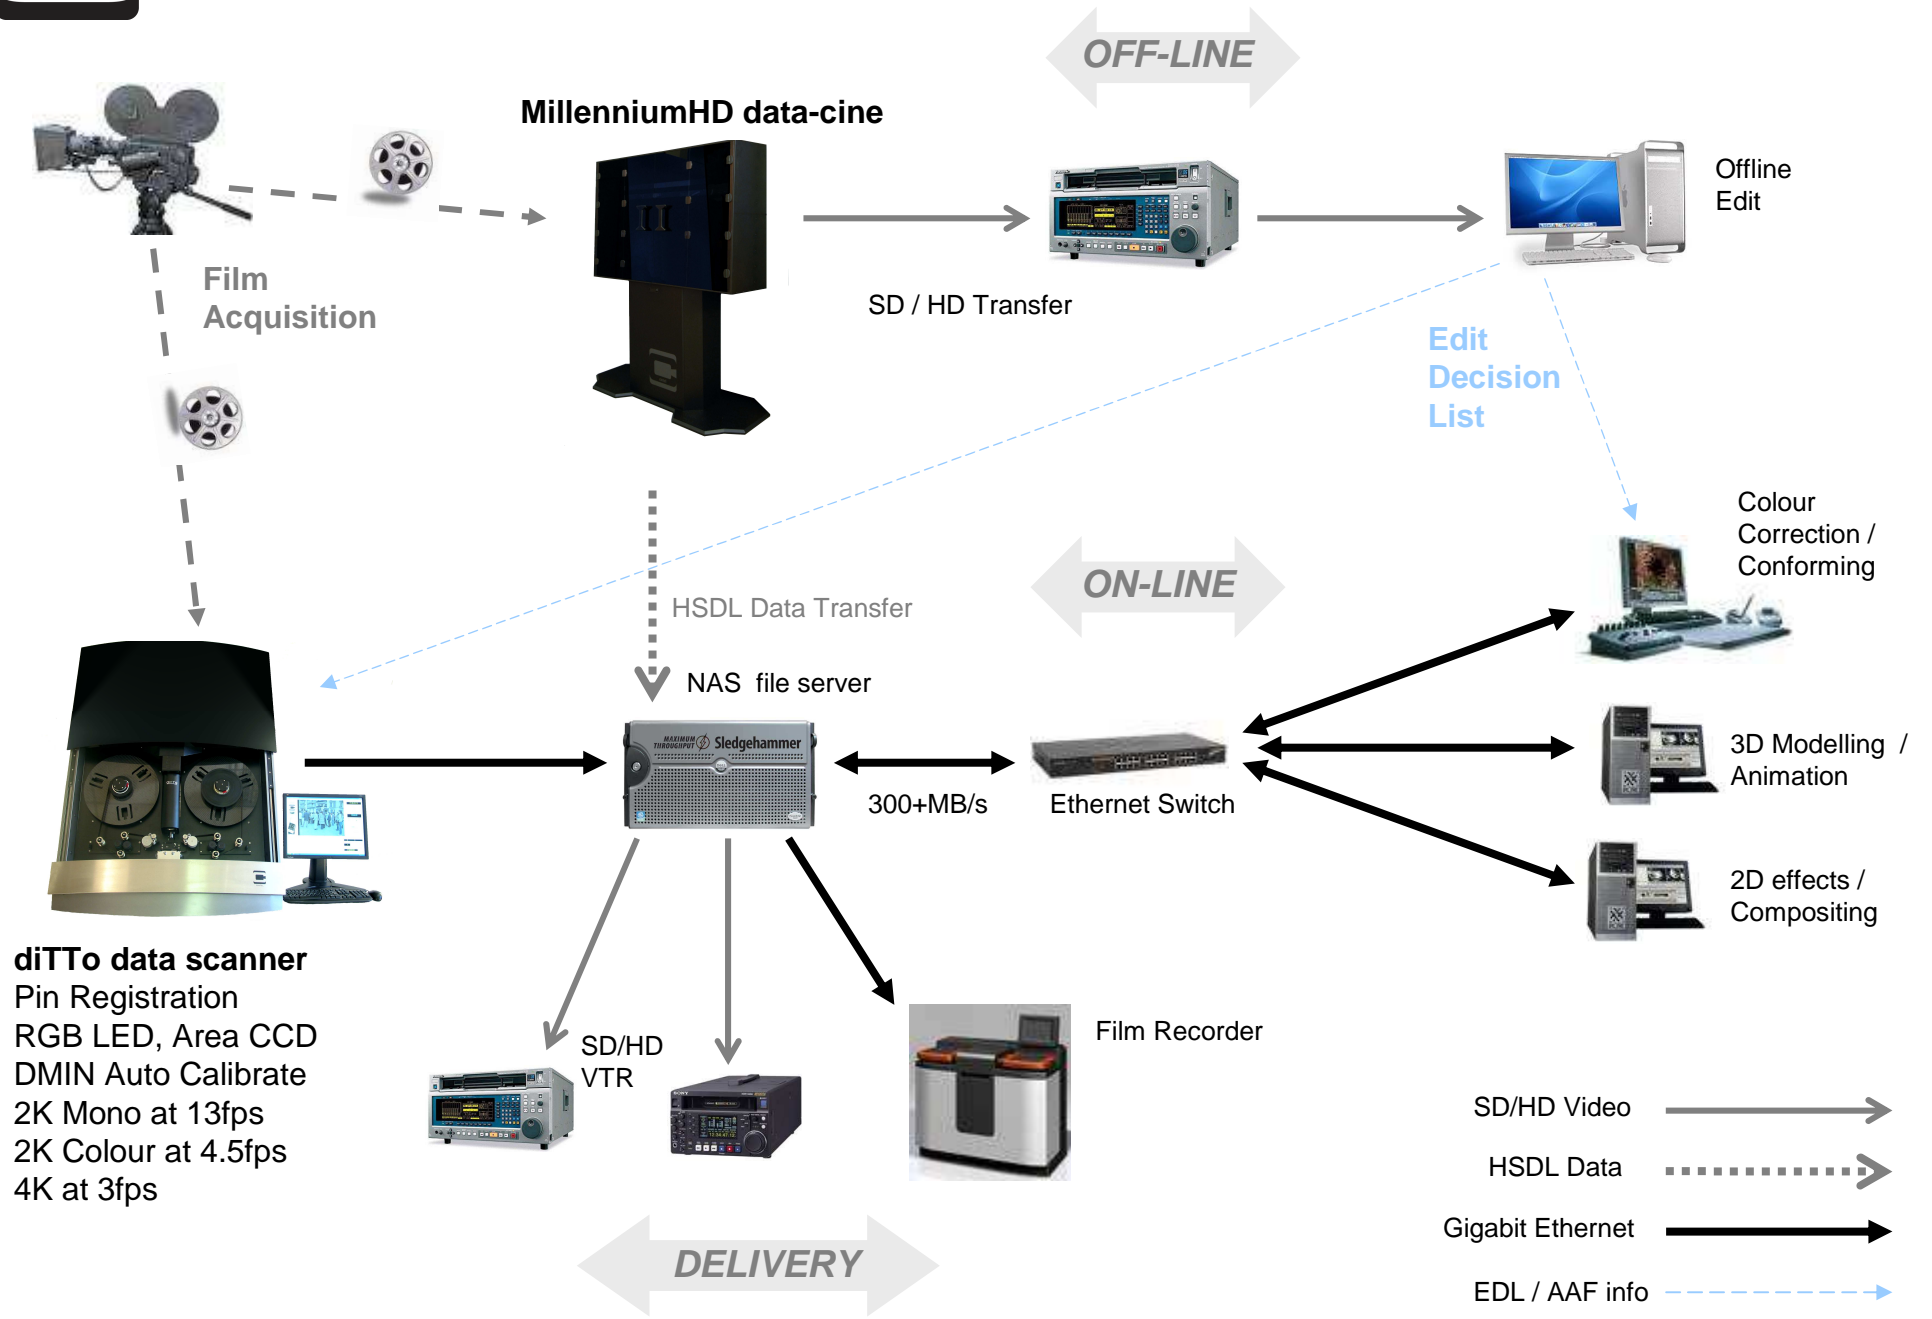 OFF-LINE
MillenniumHD data-cine
Offline
Edit
Film
Acquisition
SD / HD Transfer
Edit
Decision
List
Colour
Correction /
Conforming
ON-LINE
HSDL Data Transfer
NAS file server
MAXIMUM
THROUGHPUT Sledgehammer
3D Modelling /
Animation
300+MB/s
Ethernet Switch
2D effects /
Compositing
diTTo data scanner
Pin Registration
RGB LED, Area CCD
DMIN Auto Calibrate
2K Mono at 13fps
2K Colour at 4.5fps
4K at 3fps
SD/HD
VTR
SONY
Film Recorder
SD/HD Video
HSDL Data
Gigabit Ethernet
EDL / AAF info
DELIVERY